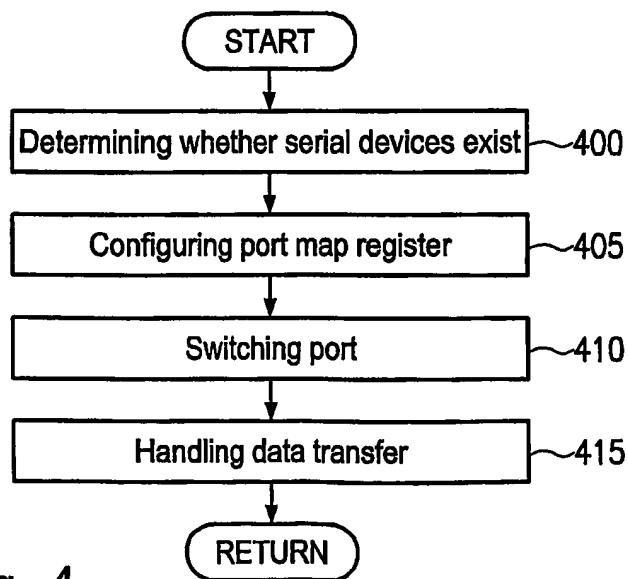 START
Determining whether serial devices exist 400
Configuring port map register 405
Switching port 410
Handling data transfer 415
RETURN